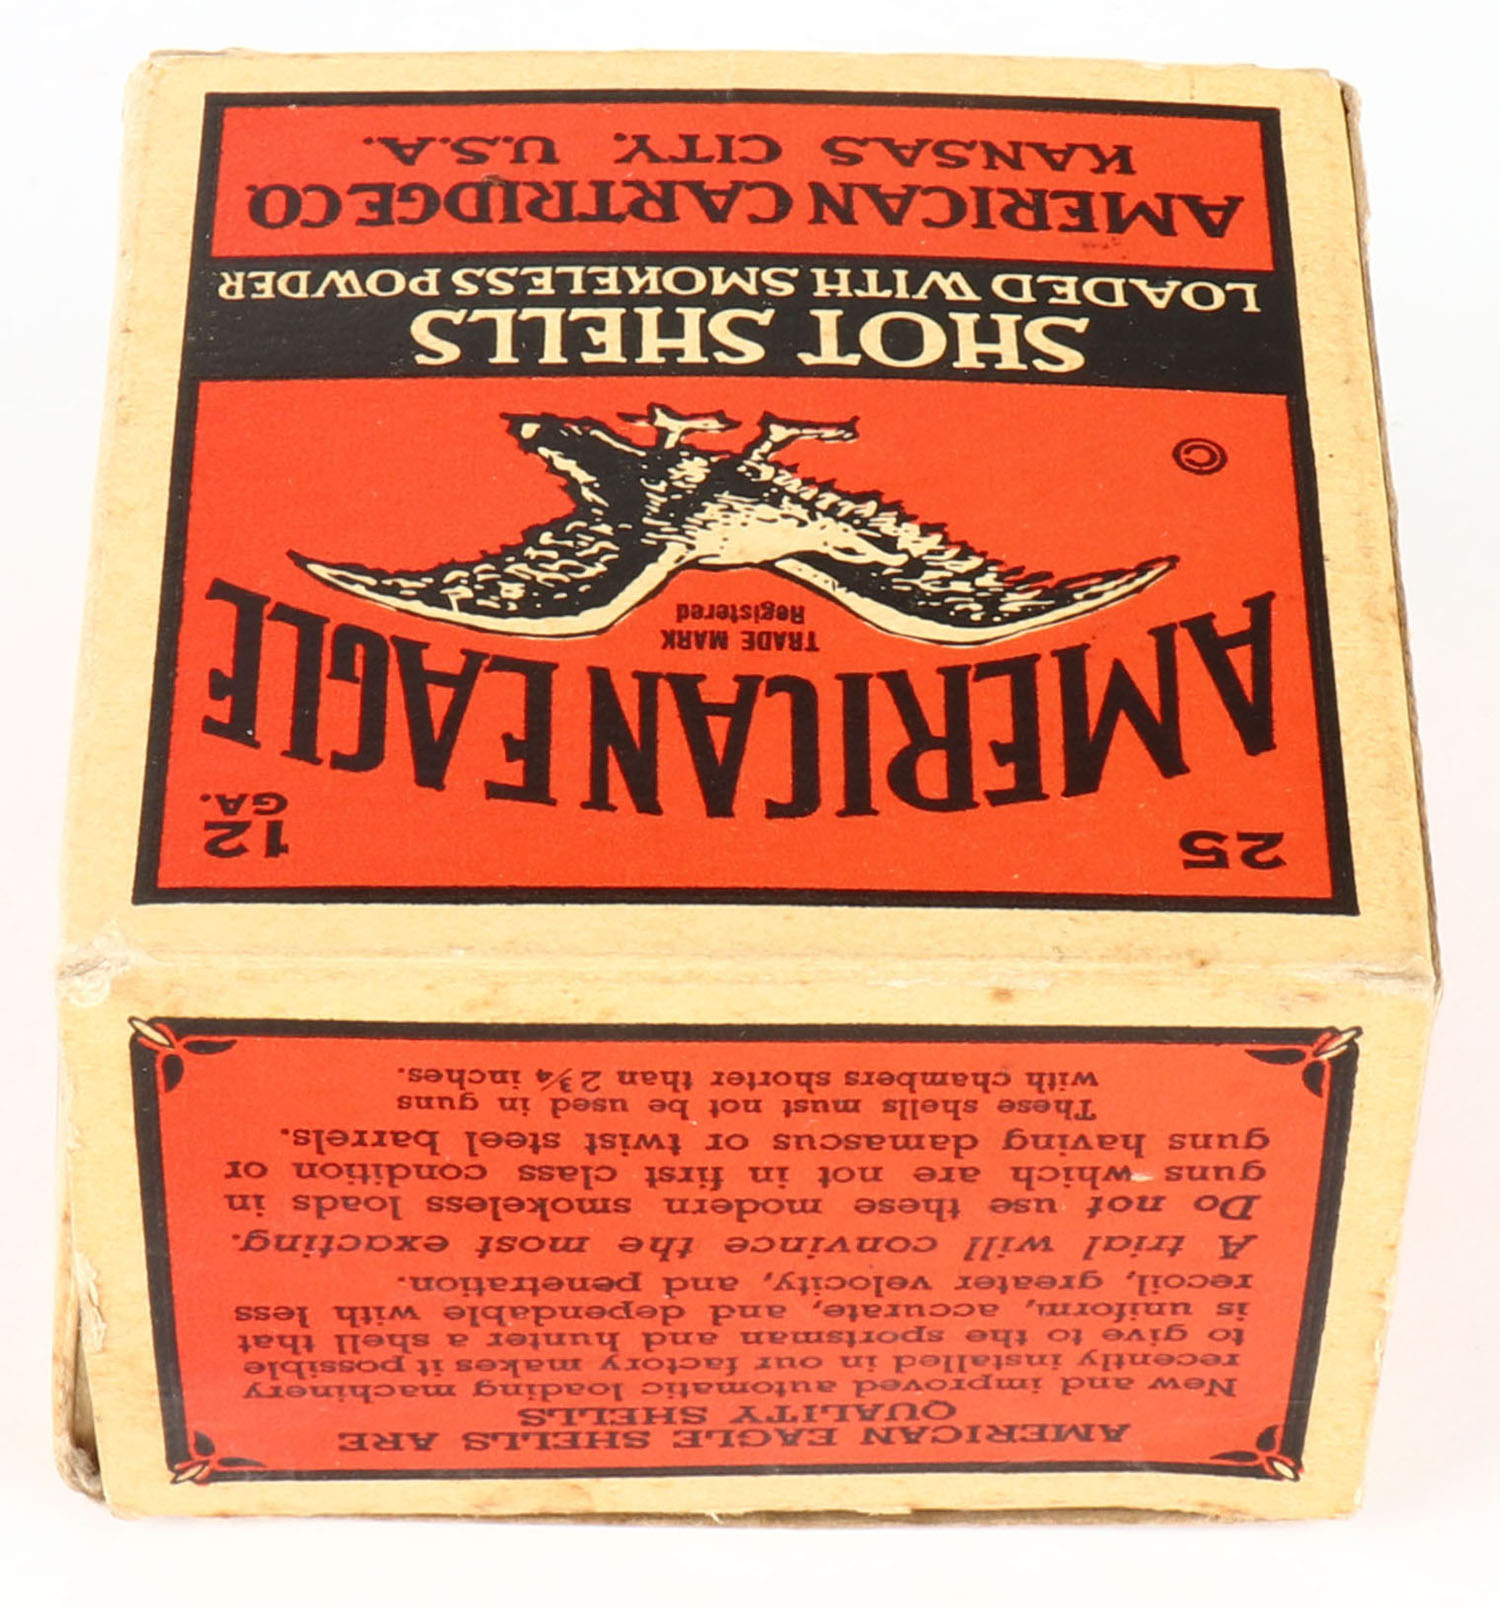 25
12
GA.
AMERICAN EAGLE
TRADE MARK
Registered
©
SHOT SHELLS
LOADED WITH SMOKELESS POWDER
AMERICAN CARTRIDGE CO.
KANSAS CITY, U.S.A.
AMERICAN EAGLE SHELLS ARE
QUALITY SHELLS
New and improved automatic loading machinery
recently installed in our factory makes it possible
to give to the sportsman and hunter a shell that
is uniform, accurate, and dependable with less
recoil, greater velocity, and penetration.
A trial will convince the most exacting.
Do not use these modern smokeless loads in
guns which are not in first class condition or
guns having damascus or twist steel barrels.
These shells must not be used in guns
with chambers shorter than 2¾ inches.